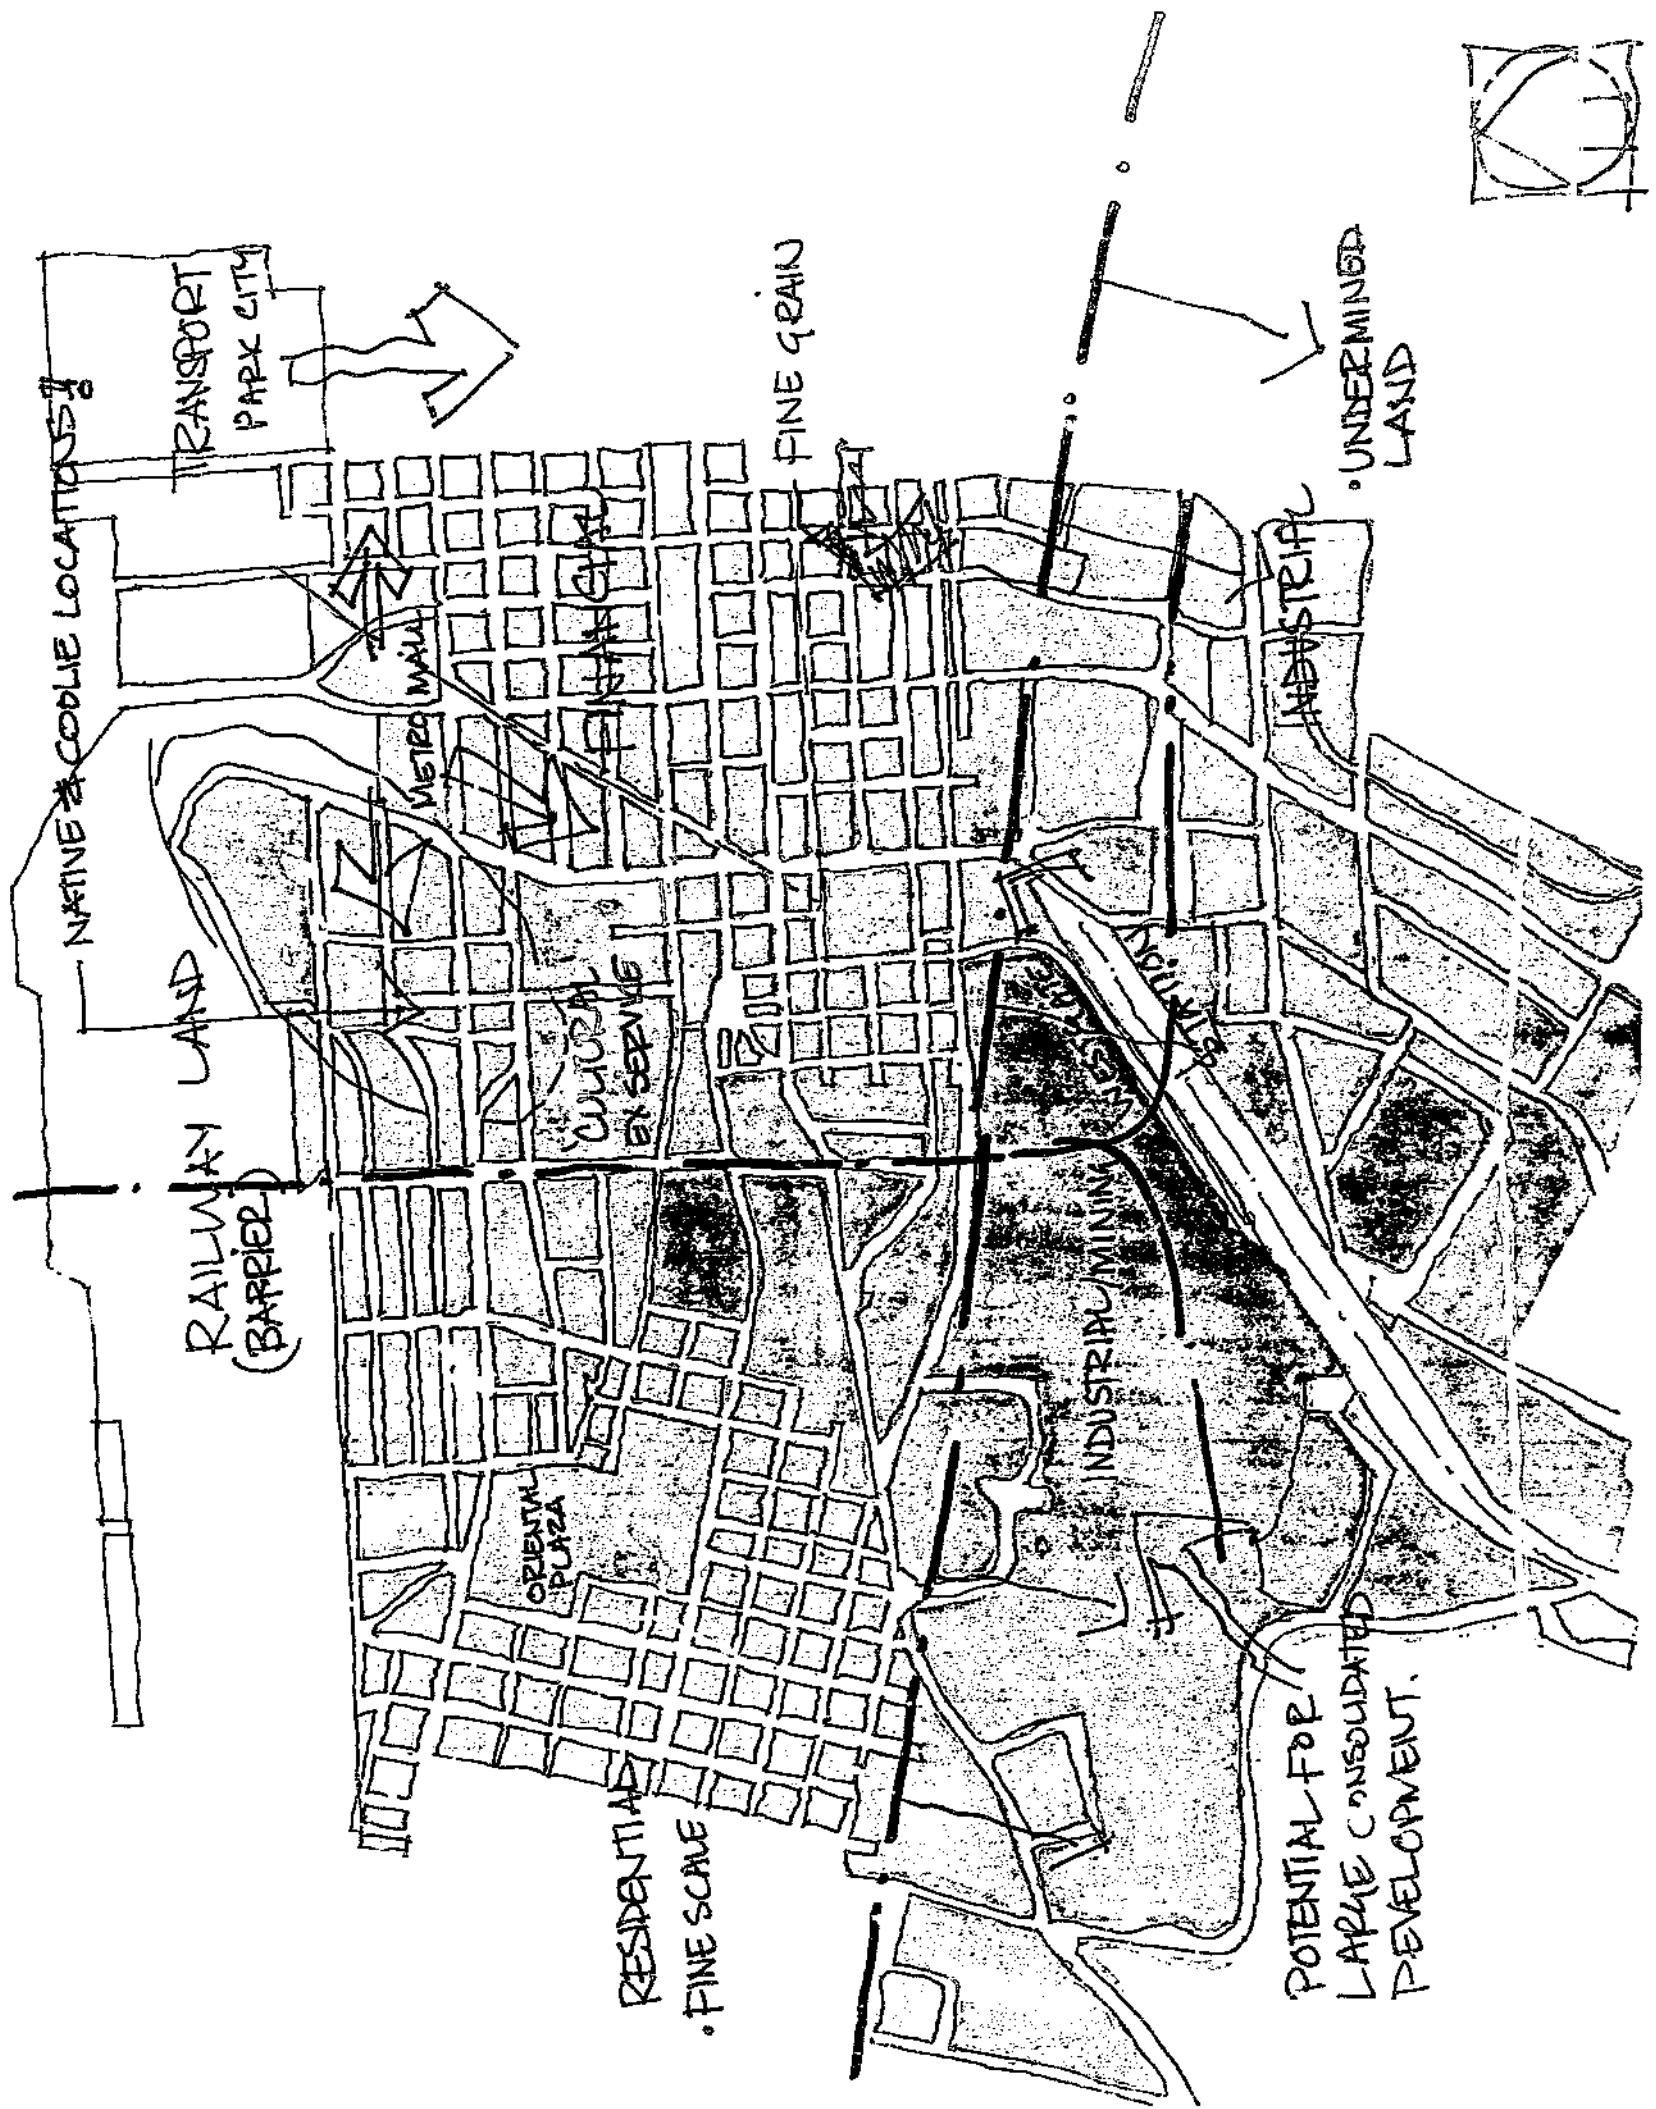 NATIVE & COOLIE LOCATIONS
TRANSPORT
PARK CITY
RAILWAY LAND
(BARRIER)
METRO MALL
FINANCIAL
FINE GRAIN
CULTURAL
EX SERVICE
ORIENTAL
PLAZA
RESIDENTIAL
• FINE SCALE
INDUSTRIAL/MINING
INDUSTRIAL
• UNDERMINED
LAND
POTENTIAL FOR
LARGE CONSOLIDATED
DEVELOPMENT.